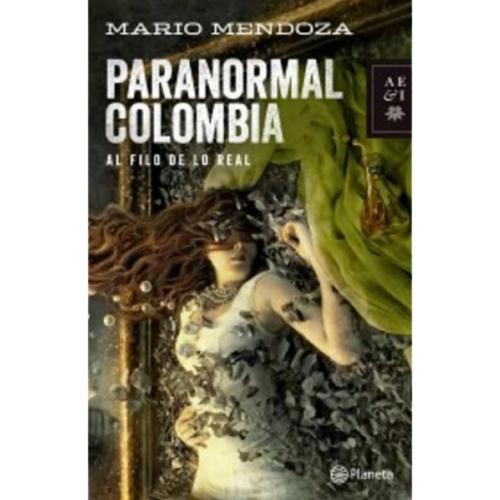 MARIO MENDOZA
PARANORMAL
COLOMBIA
AL FILO DE LO REAL
AE
&I
Planeta